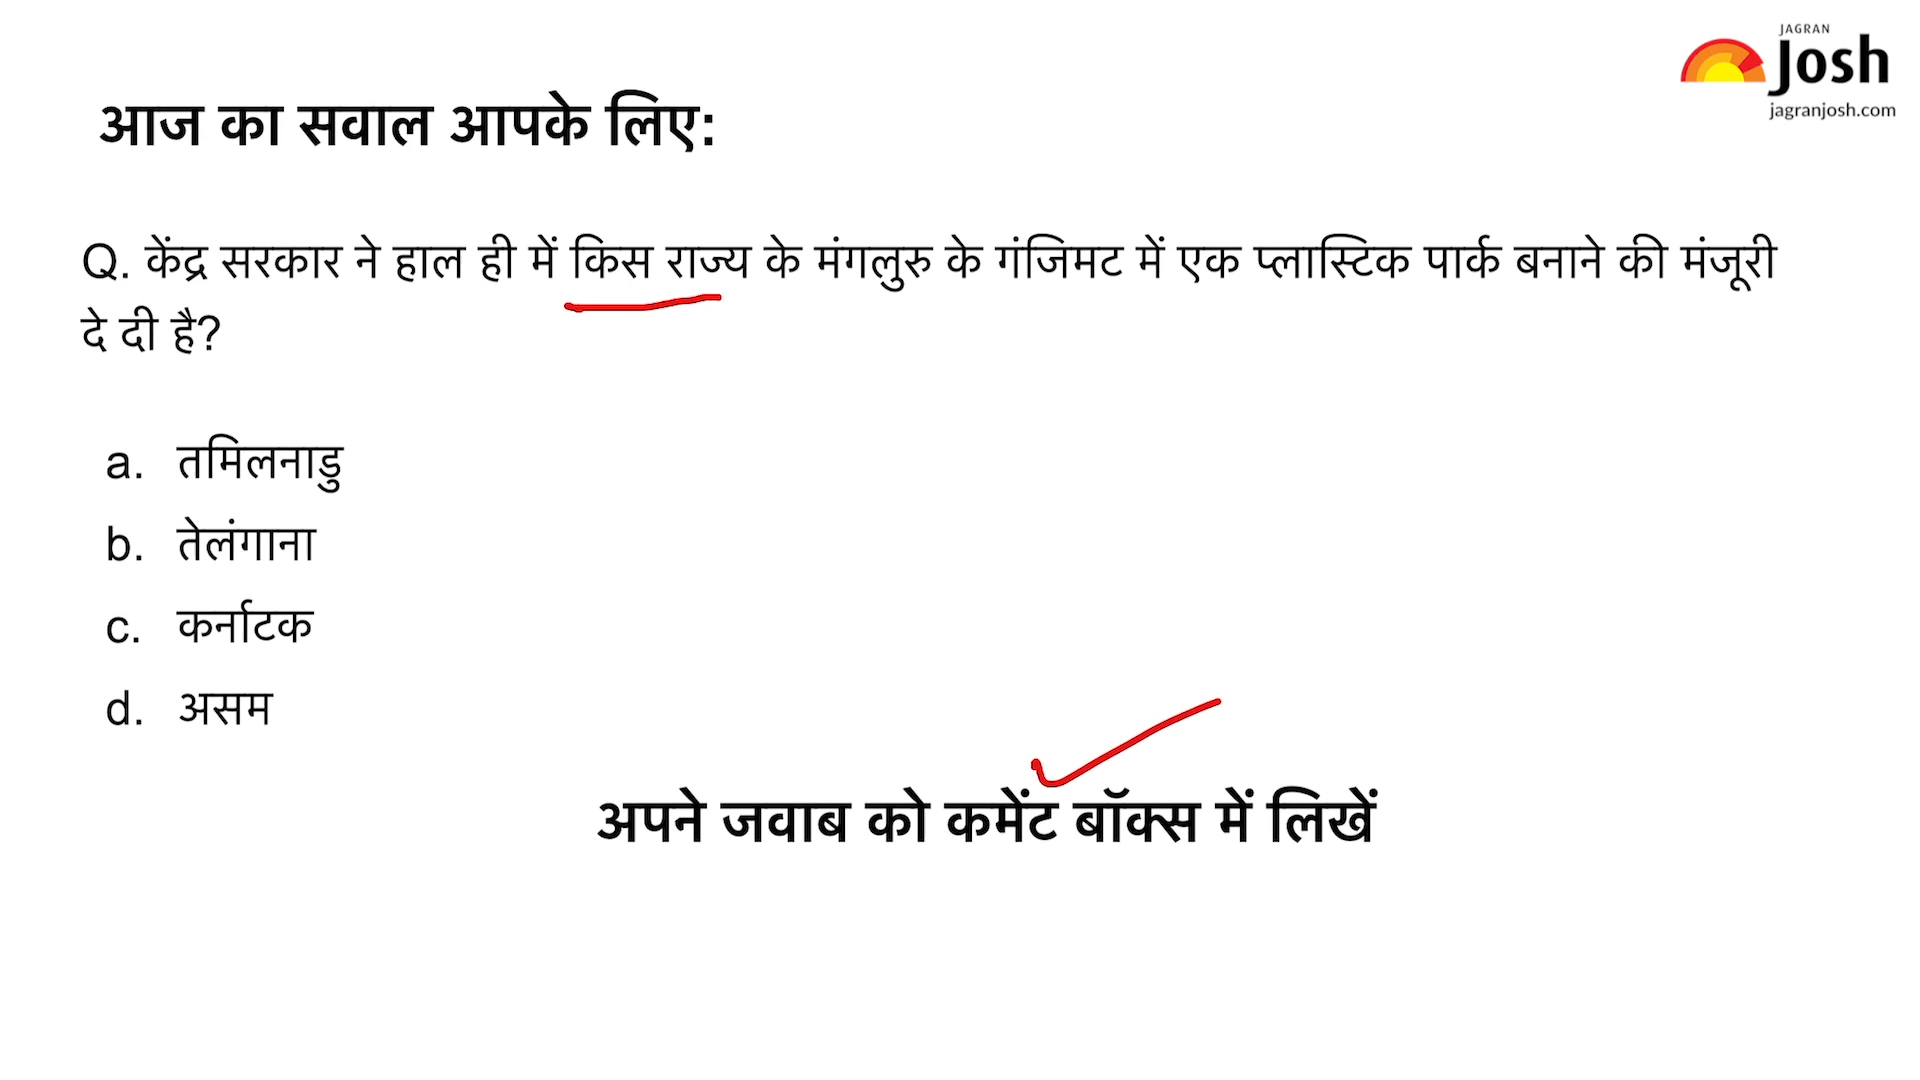 JAGRAN
Josh
jagranjosh.com
आज का सवाल आपके लिए:
Q. केंद्र सरकार ने हाल ही में किस राज्य के मंगलुरु के गंजिमट में एक प्लास्टिक पार्क बनाने की मंजूरी
दे दी है?
a. तमिलनाडु
b. तेलंगाना
c. कर्नाटक
d. असम
अपने जवाब को कमेंट बॉक्स में लिखें